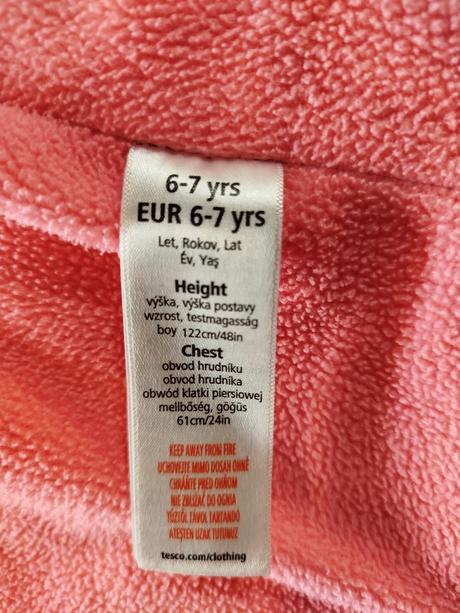 6-7 yrs
EUR 6-7 yrs
Let, Rokov, Lat
Év, Yaş
Height
výška, výška postavy
wzrost, testmagasság
boy 122cm/48in
Chest
obvod hrudníku
obvod hrudníka
obwód klatki piersiowej
mellbőség, göğüs
61cm/24in
KEEP AWAY FROM FIRE
UCHOVEJTE MIMO DOSAH OHNĚ
CHRÁŇTE PRED OHŇOM
NIE ZBLIŻAĆ DO OGNIA
TŰZTŐL TÁVOL TARTANDÓ
ATEŞTEN UZAK TUTUNUZ
tesco.com/clothing